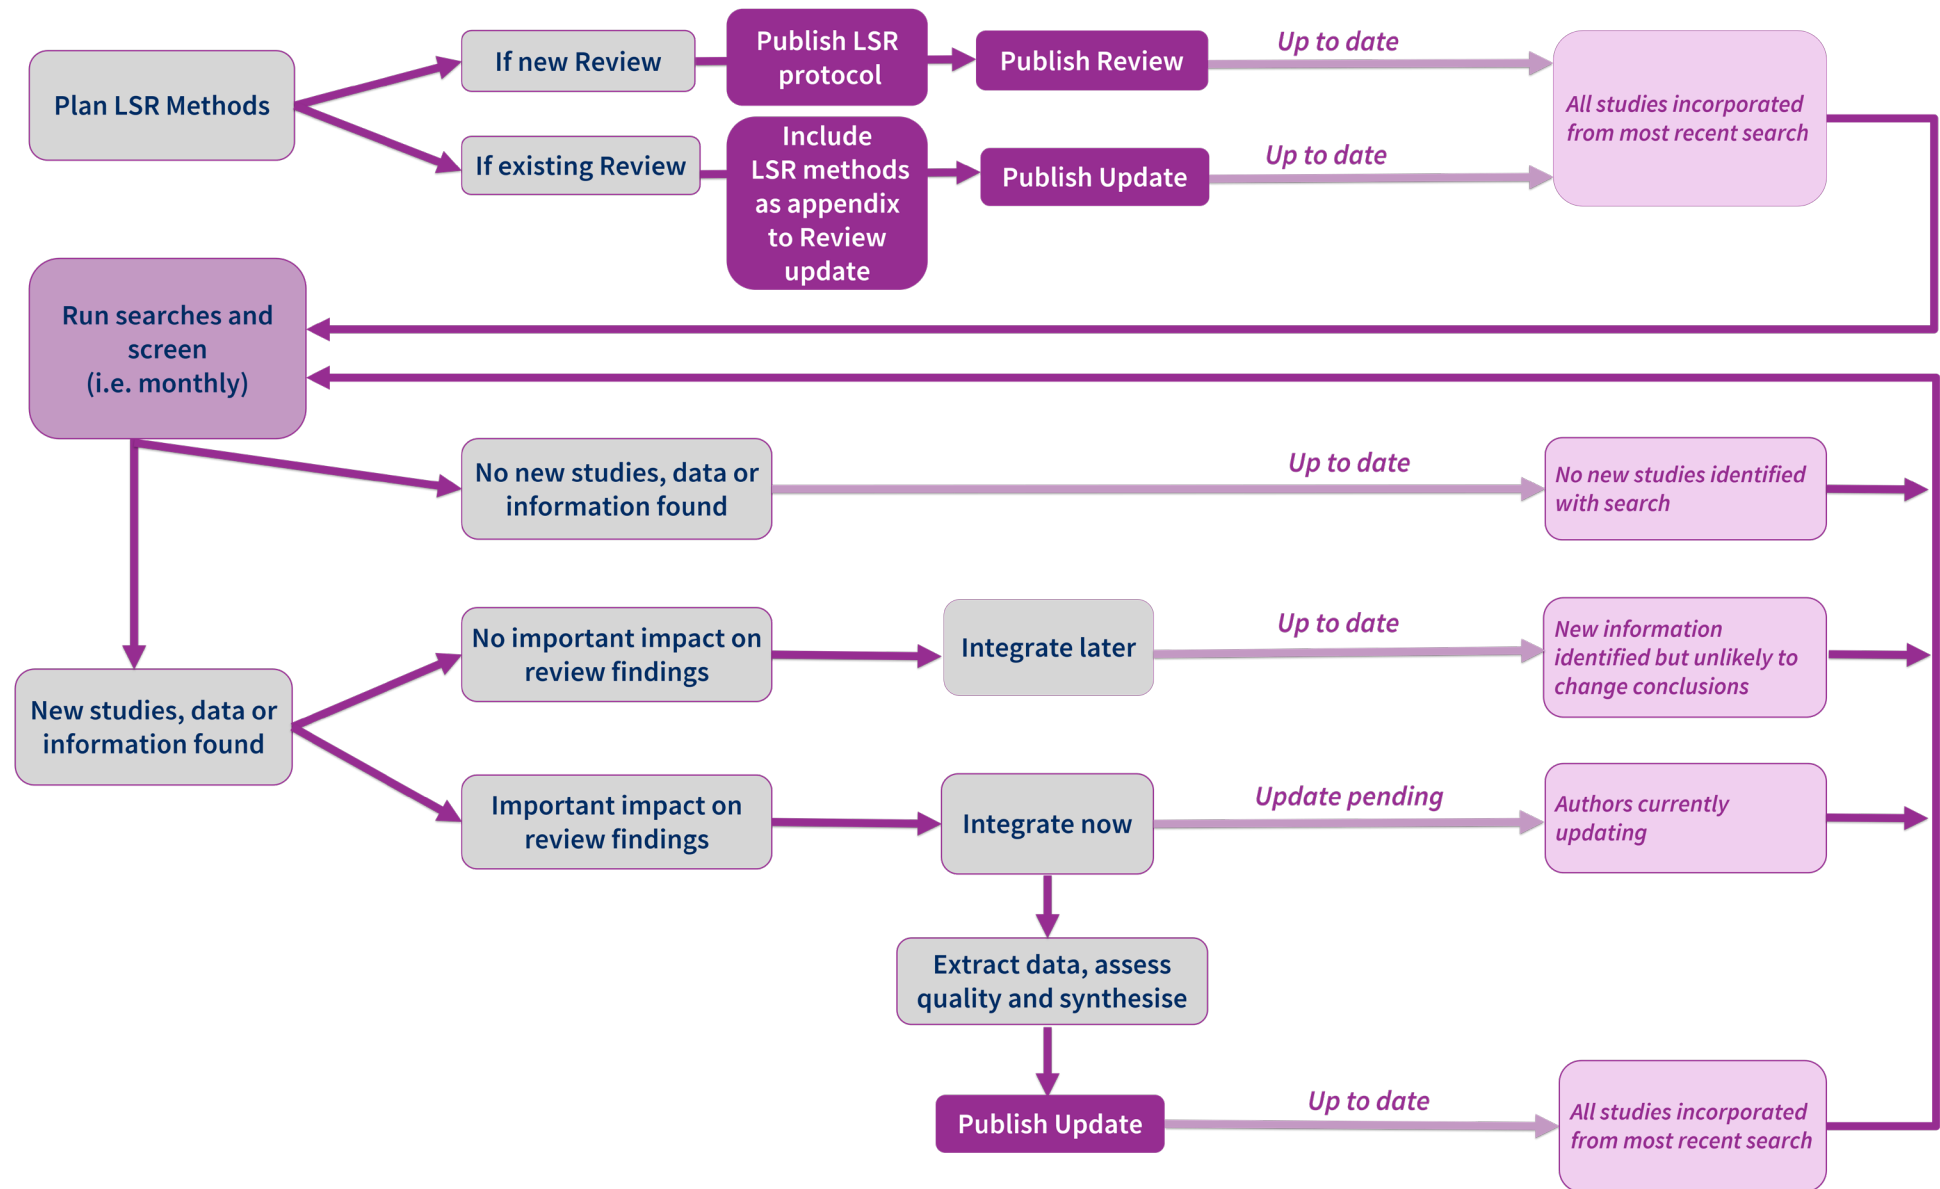 Plan LSR Methods
If new Review
Publish LSR
protocol
Publish Review
Up to date
All studies incorporated
from most recent search
If existing Review
Include
LSR methods
as appendix
to Review
update
Publish Update
Up to date
Run searches and
screen
(i.e. monthly)
No new studies, data or
information found
Up to date
No new studies identified
with search
New studies, data or
information found
No important impact on
review findings
Integrate later
Up to date
New information
identified but unlikely to
change conclusions
Important impact on
review findings
Integrate now
Update pending
Authors currently
updating
Extract data, assess
quality and synthesise
Publish Update
Up to date
All studies incorporated
from most recent search